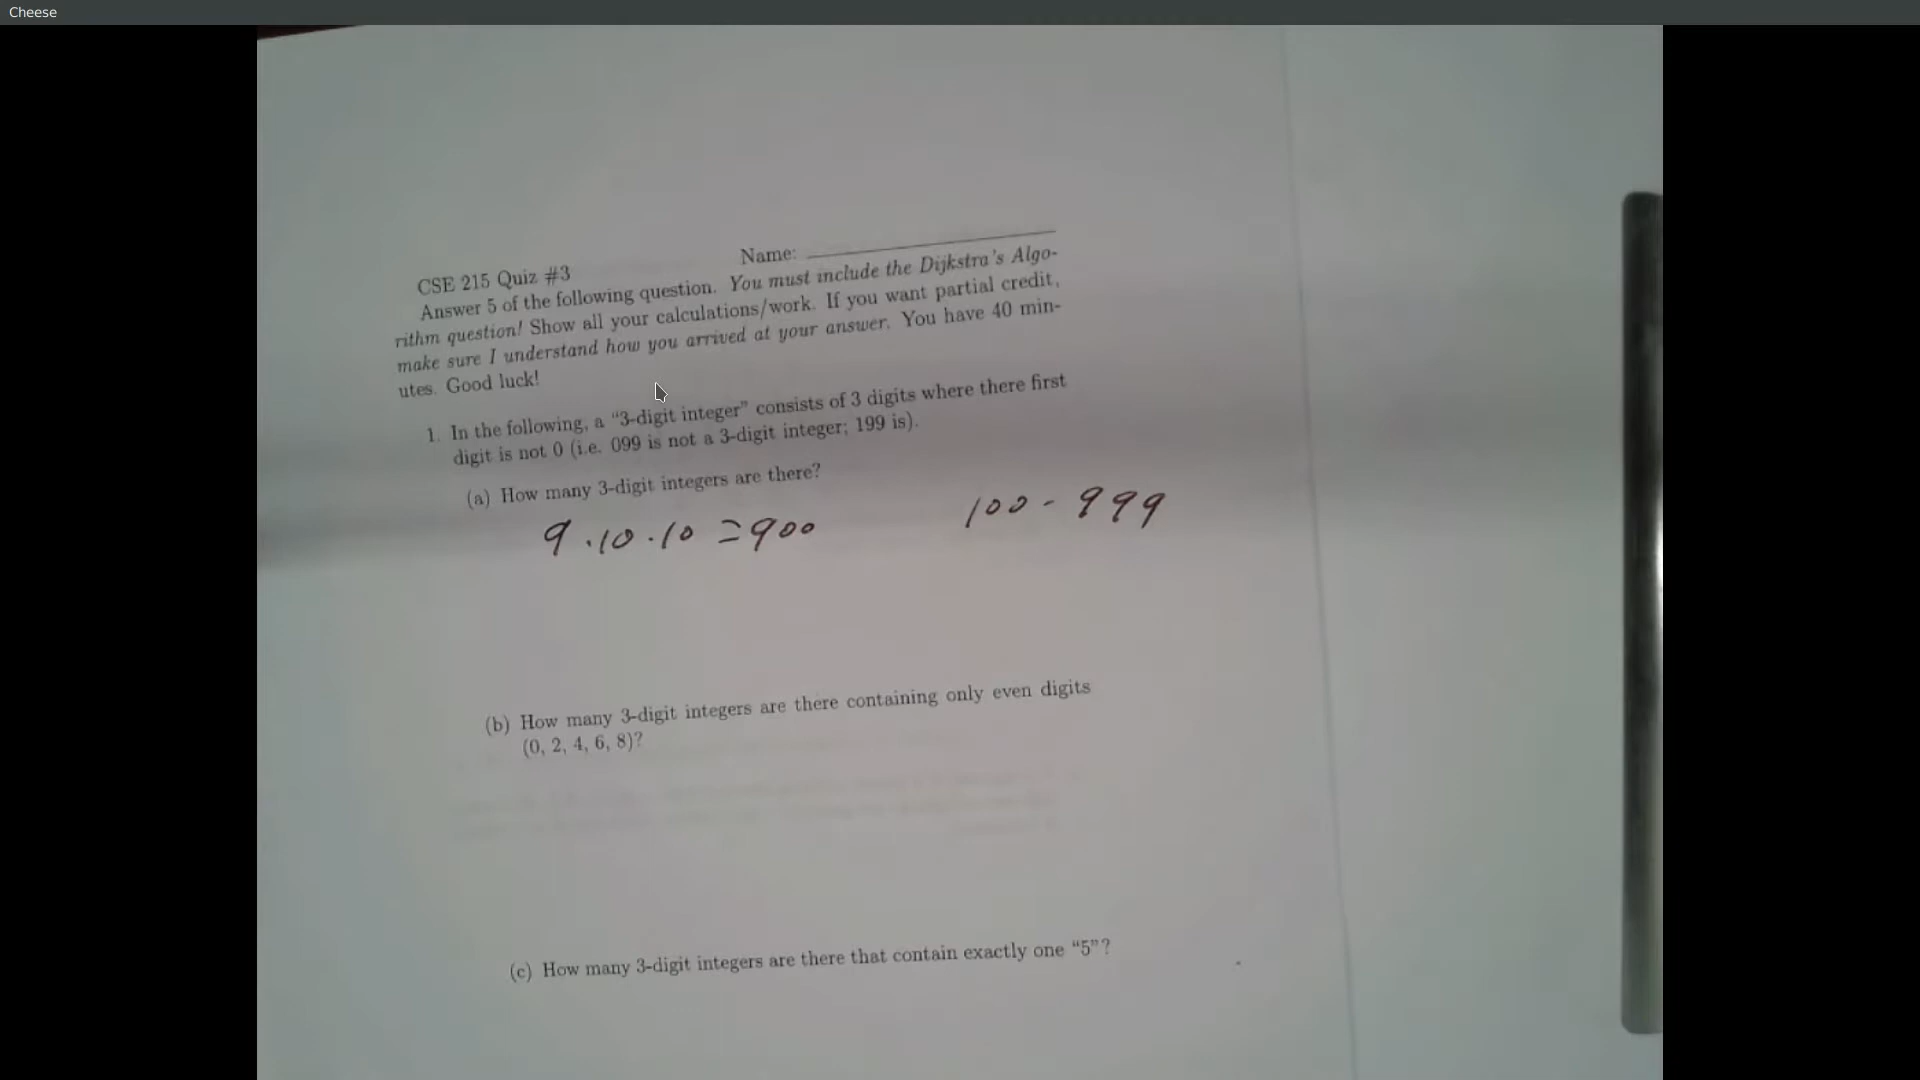 Cheese
CSE 215 Quiz #3 Name:
Answer 5 of the following question. You must include the Dijkstra's Algo-
rithm question! Show all your calculations/work. If you want partial credit,
make sure I understand how you arrived at your answer. You have 40 min-
utes. Good luck!
1. In the following, a “3-digit integer” consists of 3 digits where there first
digit is not 0 (i.e. 099 is not a 3-digit integer; 199 is).
(a) How many 3-digit integers are there?
9 · 10 · 10 = 900 100 - 999
(b) How many 3-digit integers are there containing only even digits
(0, 2, 4, 6, 8)?
(c) How many 3-digit integers are there that contain exactly one “5”?